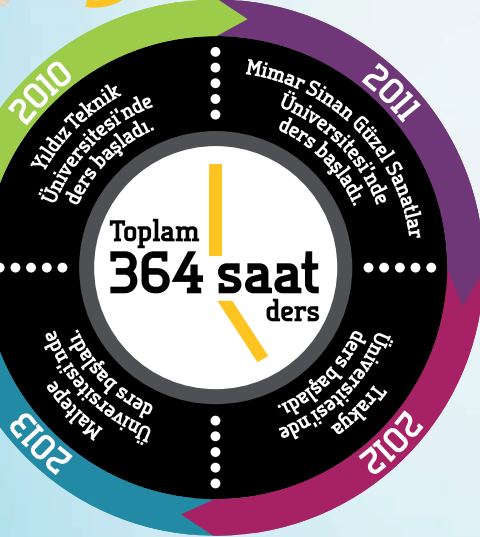 2010
Yıldız Teknik
Üniversitesi'nde
ders başladı.
2011
Mimar Sinan Güzel Sanatlar
Üniversitesi'nde
ders başladı.
Toplam
364 saat
ders
2012
Trakya
Üniversitesi'nde
ders başladı.
2013
Maltepe
Üniversitesi'nde
ders başladı.